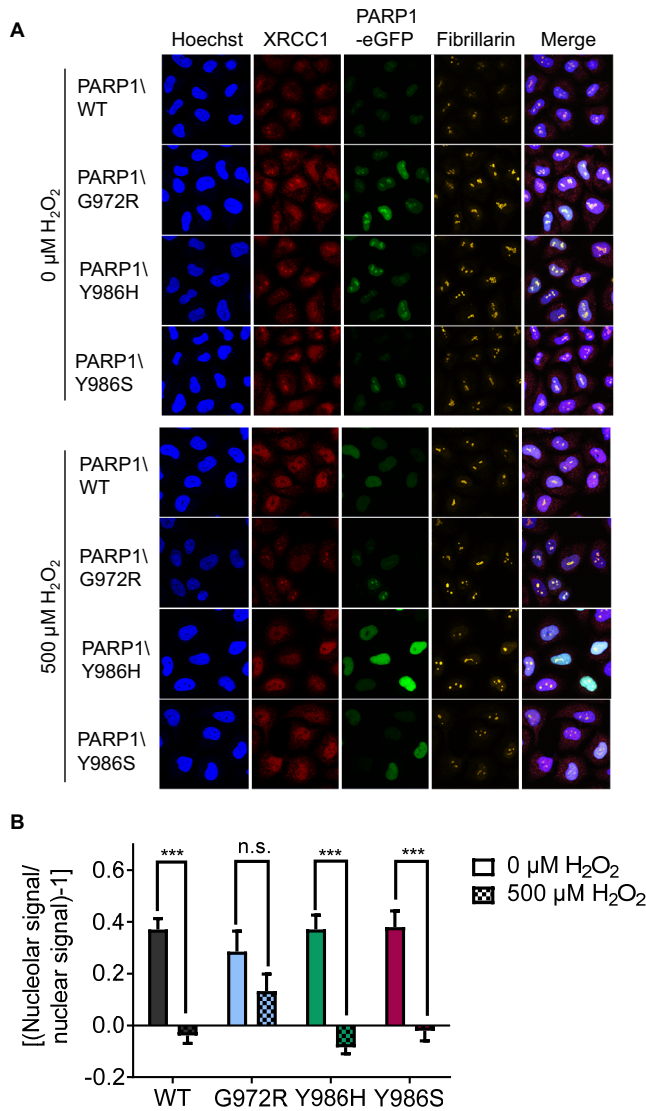 A
Hoechst XRCC1 PARP1
-eGFP Fibrillarin Merge
0 µM H₂O₂
PARP1\
WT
PARP1\
G972R
PARP1\
Y986H
PARP1\
Y986S
500 µM H₂O₂
PARP1\
WT
PARP1\
G972R
PARP1\
Y986H
PARP1\
Y986S
B
[(Nucleolar signal/
nuclear signal)-1]
0.6
0.4
0.2
0.0
-0.2
*** n.s. *** ***
0 µM H₂O₂
500 µM H₂O₂
WT G972R Y986H Y986S